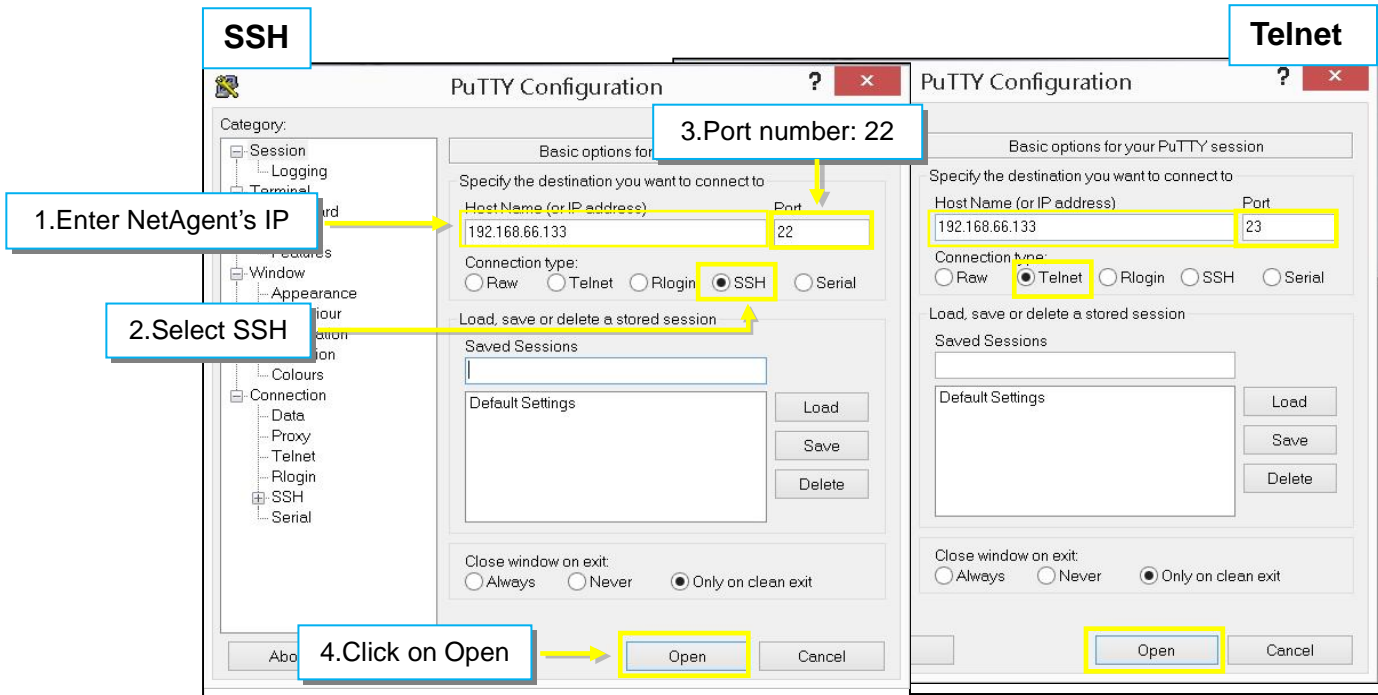 SSH
PuTTY Configuration
?
×
Category:
Session
Logging
Terminal
Features
Window
Appearance
Colours
Connection
Data
Proxy
Telnet
Rlogin
SSH
Serial
Basic options for
Specify the destination you want to connect to
Host Name (or IP address) Port
192.168.66.133 22
Connection type:
Raw Telnet Rlogin SSH Serial
Load, save or delete a stored session
Saved Sessions
Default Settings
Load
Save
Delete
Close window on exit:
Always Never Only on clean exit
Open Cancel
1.Enter NetAgent's IP
2.Select SSH
3.Port number: 22
4.Click on Open
Telnet
PuTTY Configuration
?
×
Basic options for your PuTTY session
Specify the destination you want to connect to
Host Name (or IP address) Port
192.168.66.133 23
Connection type:
Raw Telnet Rlogin SSH Serial
Load, save or delete a stored session
Saved Sessions
Default Settings
Load
Save
Delete
Close window on exit:
Always Never Only on clean exit
Open Cancel